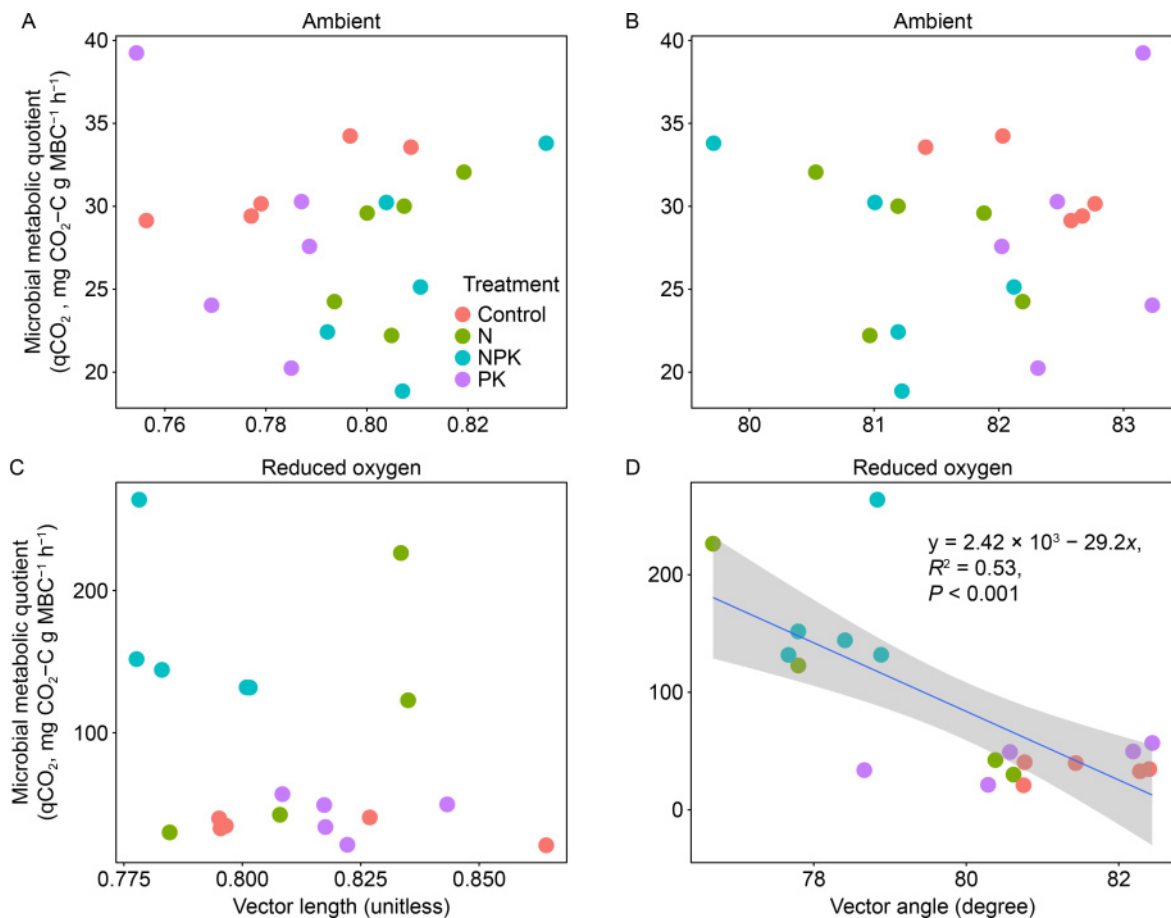 A
Ambient
B
Ambient
Microbial metabolic quotient
(qCO₂ , mg CO₂−C g MBC⁻¹ h⁻¹)
40
35
30
25
20
Treatment
Control
N
NPK
PK
0.76 0.78 0.80 0.82
40
35
30
25
20
80 81 82 83
C
Reduced oxygen
D
Reduced oxygen
Microbial metabolic quotient
(qCO₂, mg CO₂−C g MBC⁻¹ h⁻¹)
200
100
0.775 0.800 0.825 0.850
Vector length (unitless)
y = 2.42 × 10³ − 29.2x,
R² = 0.53,
P < 0.001
200
100
0
78 80 82
Vector angle (degree)